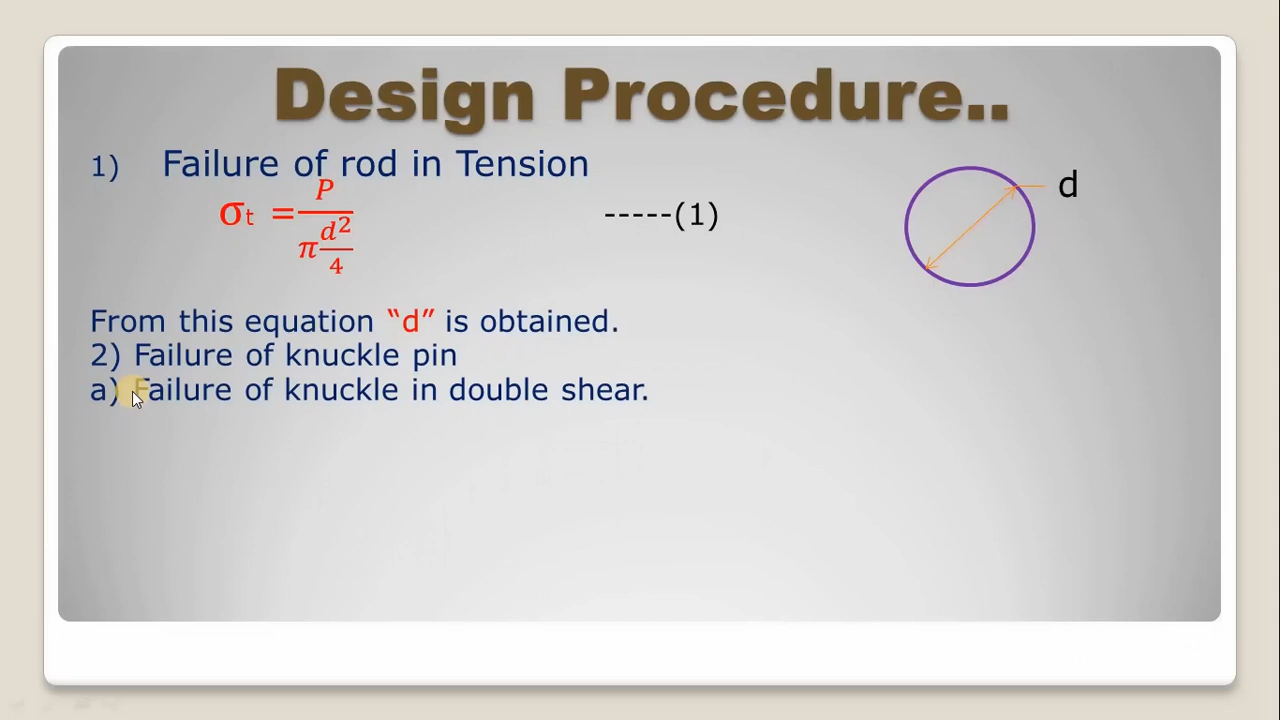 Design Procedure..
1) Failure of rod in Tension
σt = P / π d² / 4 -----(1)
d
From this equation “d” is obtained.
2) Failure of knuckle pin
a) Failure of knuckle in double shear.